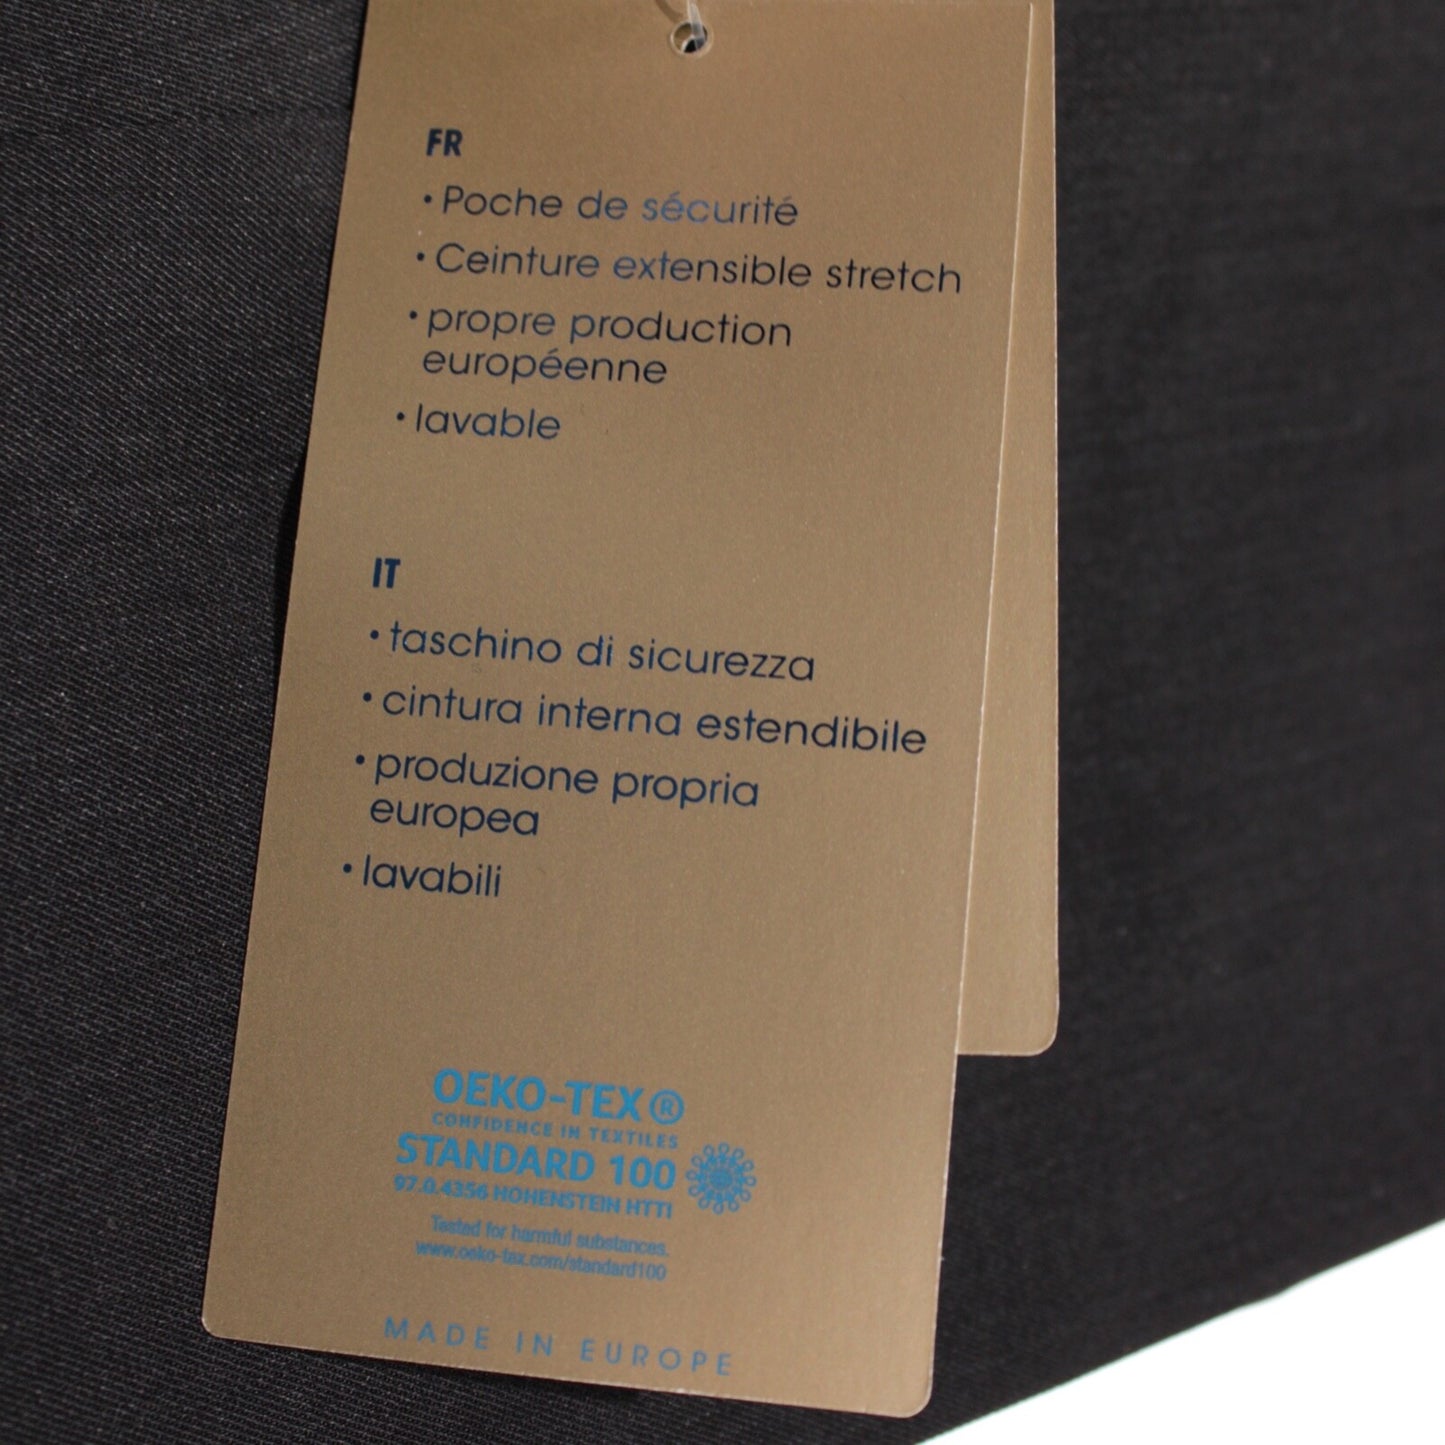 FR
• Poche de sécurité
• Ceinture extensible stretch
• propre production
européenne
• lavable
IT
• taschino di sicurezza
• cintura interna estendibile
• produzione propria
europea
• lavabili
OEKO-TEX®
CONFIDENCE IN TEXTILES
STANDARD 100
97.0.4356 HOHENSTEIN HTTI
Tested for harmful substances.
www.oeko-tex.com/standard100
MADE IN EUROPE